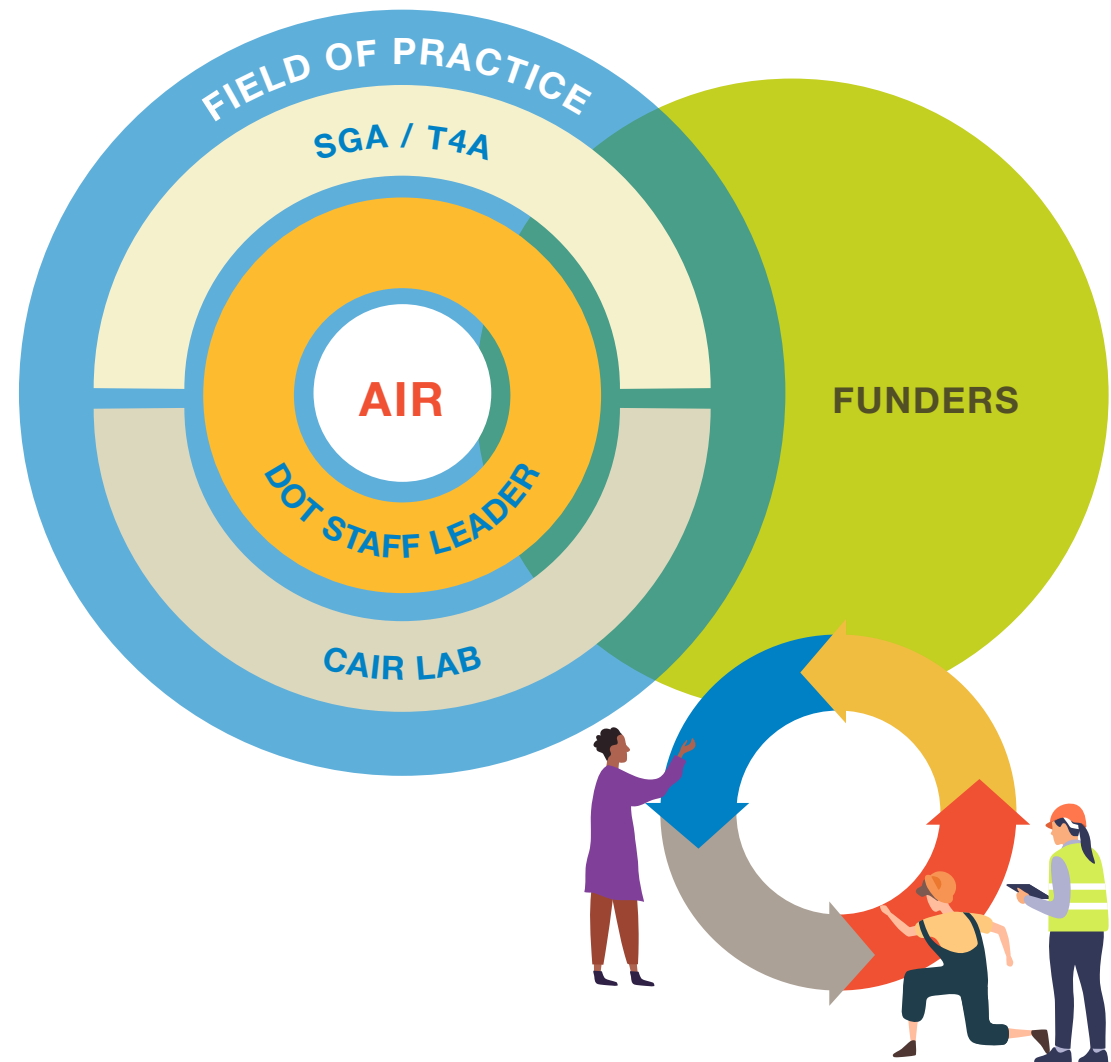 FIELD OF PRACTICE
SGA / T4A
AIR
FUNDERS
DOT STAFF LEADER
CAIR LAB